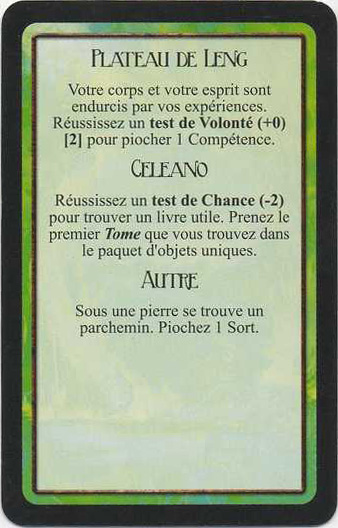 PLATEAU DE LENG
Votre corps et votre esprit sont
endurcis par vos expériences.
Réussissez un test de Volonté (+0)
[2] pour piocher 1 Compétence.
CELEANO
Réussissez un test de Chance (-2)
pour trouver un livre utile. Prenez le
premier Tome que vous trouvez dans
le paquet d'objets uniques.
AUTRE
Sous une pierre se trouve un
parchemin. Piochez 1 Sort.